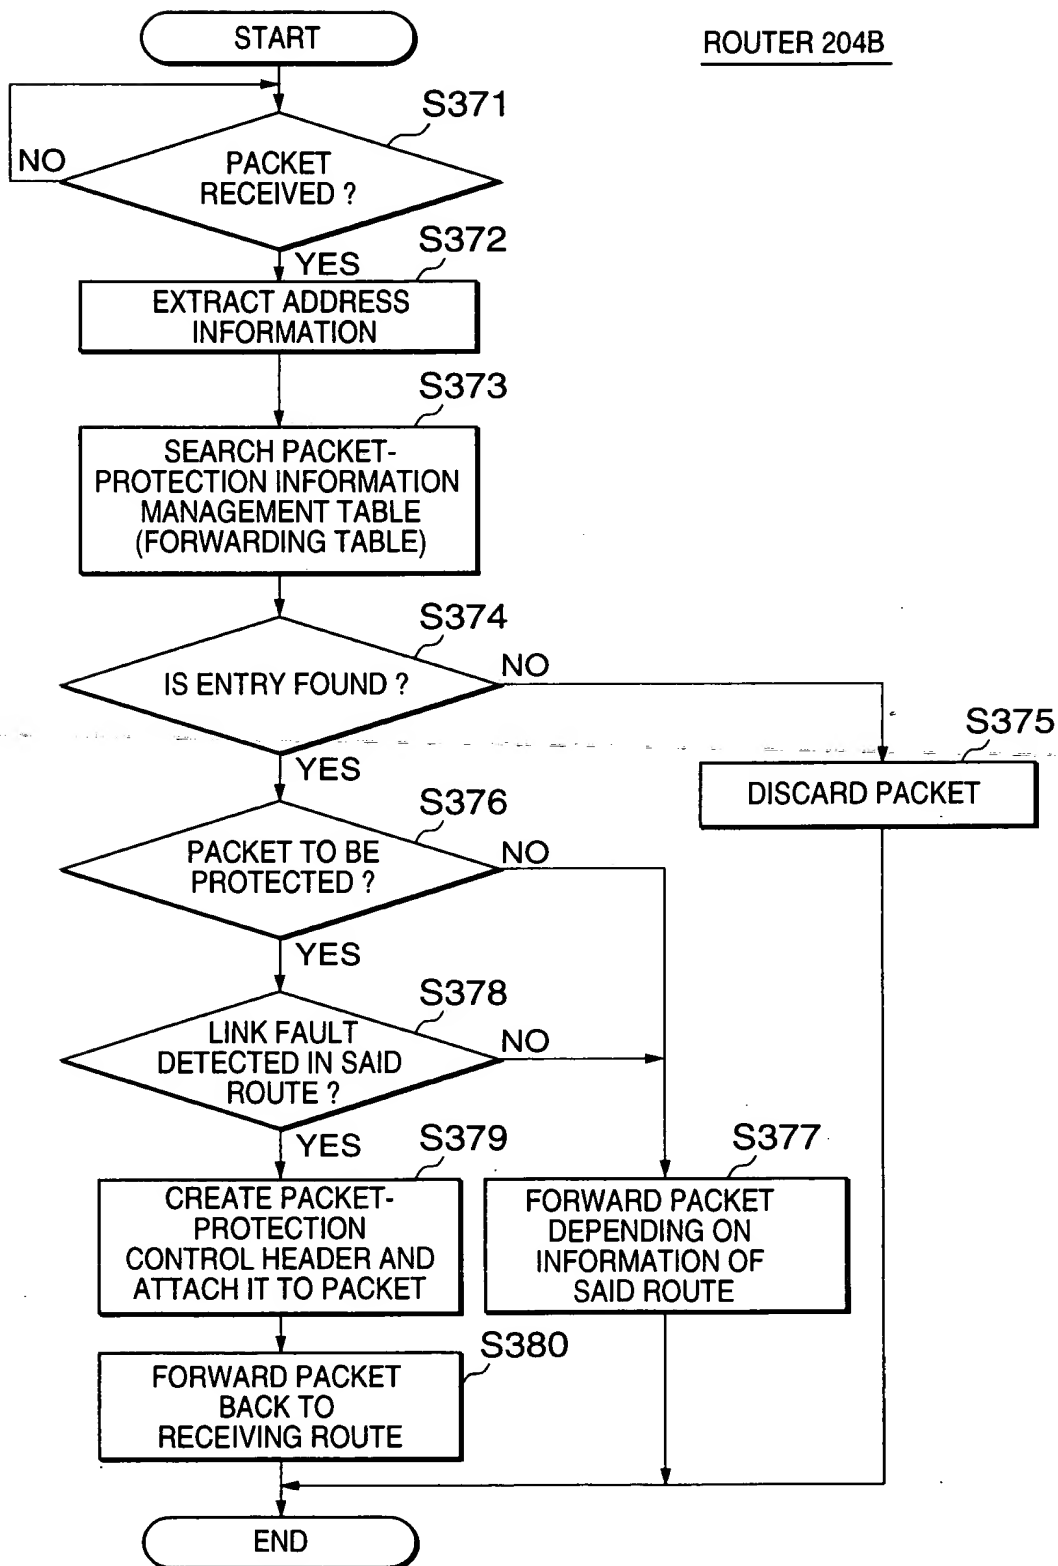 START
ROUTER 204B
S371
NO
PACKET
RECEIVED ?
YES
S372
EXTRACT ADDRESS
INFORMATION
S373
SEARCH PACKET-
PROTECTION INFORMATION
MANAGEMENT TABLE
(FORWARDING TABLE)
S374
IS ENTRY FOUND ?
NO
YES
S375
DISCARD PACKET
S376
PACKET TO BE
PROTECTED ?
NO
YES
S378
LINK FAULT
DETECTED IN SAID
ROUTE ?
NO
YES
S379
CREATE PACKET-
PROTECTION
CONTROL HEADER AND
ATTACH IT TO PACKET
S377
FORWARD PACKET
DEPENDING ON
INFORMATION OF
SAID ROUTE
S380
FORWARD PACKET
BACK TO
RECEIVING ROUTE
END